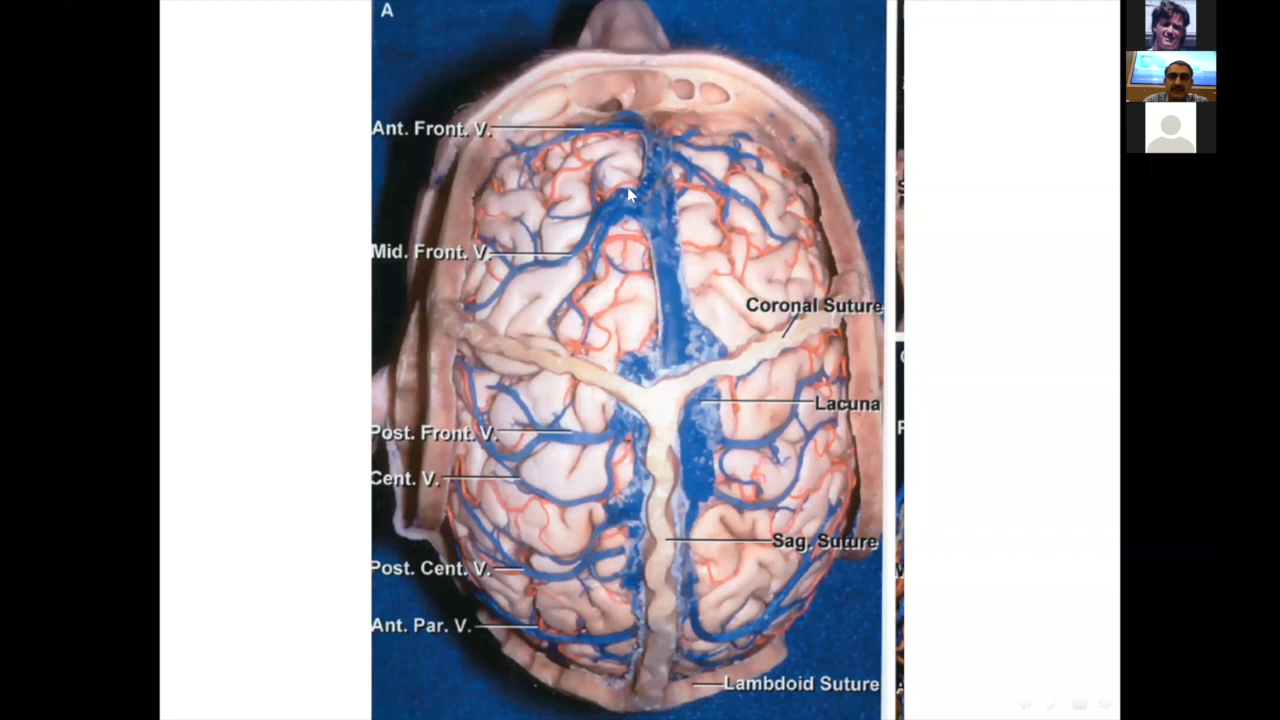 A
Ant. Front. V.
Mid. Front. V.
Coronal Suture
Lacuna
Post. Front. V.
Cent. V.
Sag. Suture
Post. Cent. V.
Ant. Par. V.
Lambdoid Suture